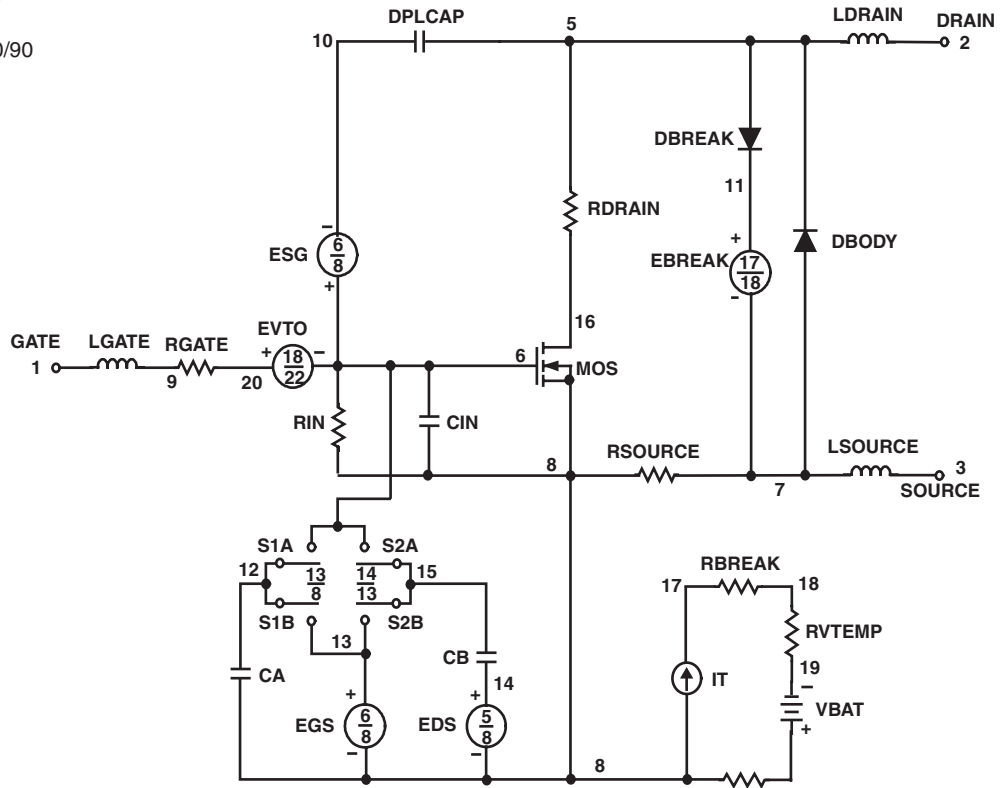 0/90
DPLCAP
10
5
LDRAIN
DRAIN
2
DBREAK
11
RDRAIN
ESG
6
8
-
+
+
EBREAK
17
18
-
DBODY
16
GATE
1
LGATE
RGATE
9
20
EVTO
+
18
22
-
6
MOS
RIN
CIN
8
RSOURCE
7
LSOURCE
3
SOURCE
S1A
S2A
12
13
8
14
13
15
S1B
S2B
13
CA
CB
14
+
EGS
6
8
-
+
EDS
5
8
-
8
RBREAK
17
18
RVTEMP
19
IT
-
VBAT
+